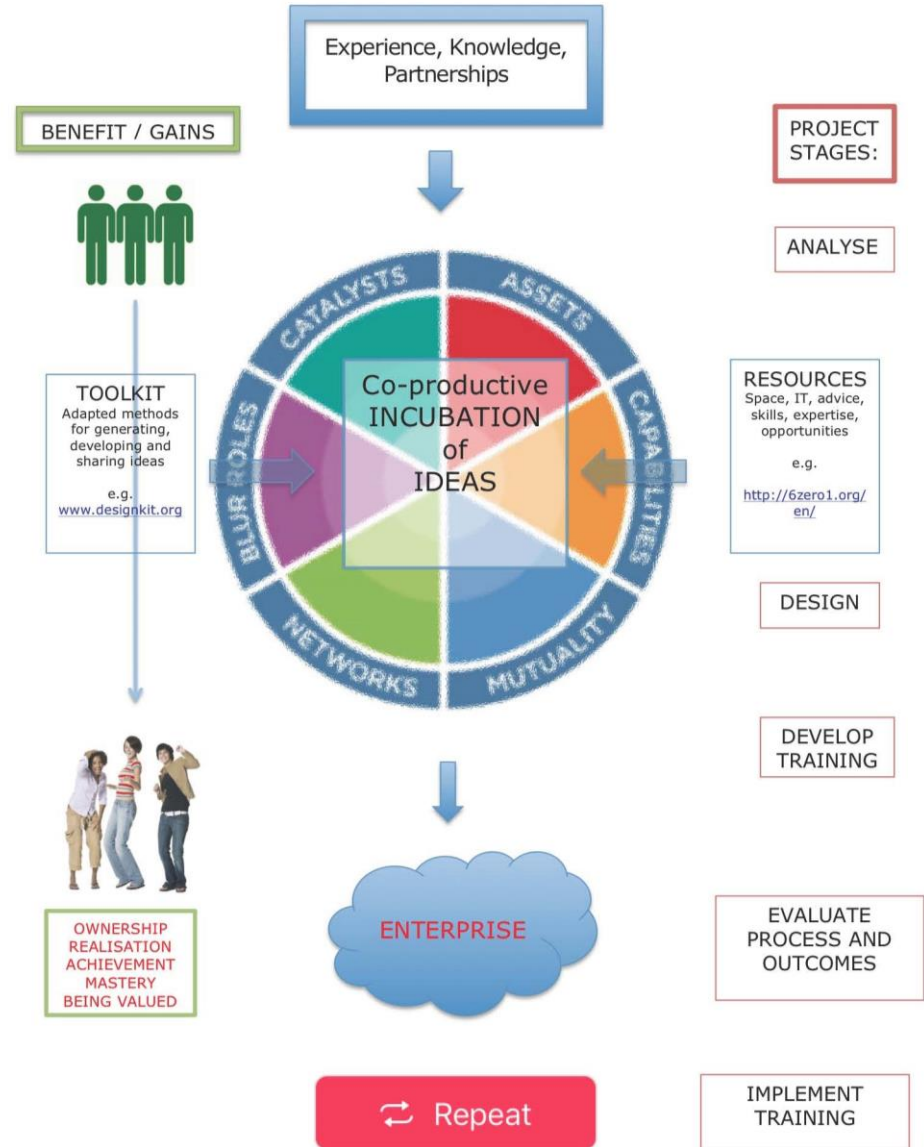 Experience, Knowledge,
Partnerships
BENEFIT / GAINS
PROJECT
STAGES:
ANALYSE
CATALYSTS
ASSETS
CAPABILITIES
MUTUALITY
NETWORKS
BLUR ROLES
Co-productive
INCUBATION
of
IDEAS
TOOLKIT
Adapted methods
for generating,
developing and
sharing ideas
e.g.
www.designkit.org
RESOURCES
Space, IT, advice,
skills, expertise,
opportunities
e.g.
http://6zero1.org/
en/
DESIGN
DEVELOP
TRAINING
OWNERSHIP
REALISATION
ACHIEVEMENT
MASTERY
BEING VALUED
ENTERPRISE
EVALUATE
PROCESS AND
OUTCOMES
Repeat
IMPLEMENT
TRAINING